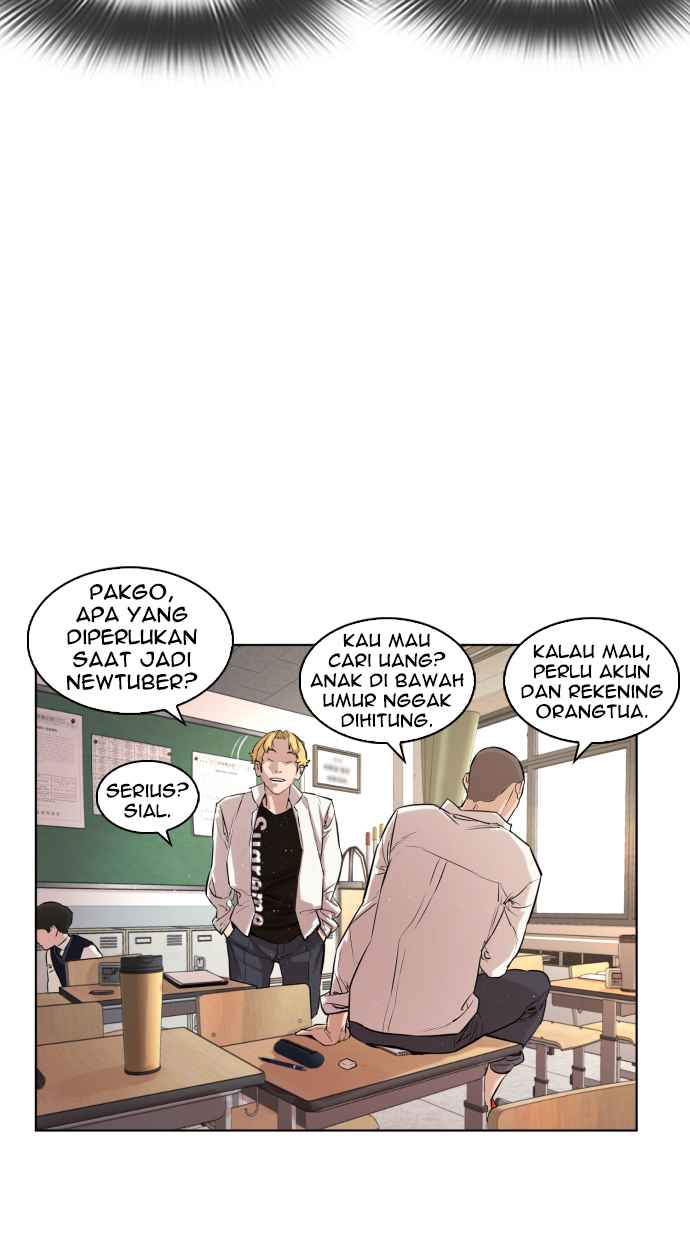 PAKGO,
APA YANG
DIPERLUKAN
SAAT JADI
NEWTUBER?
KAU MAU
CARI UANG?
ANAK DI BAWAH
UMUR NGGAK
DIHITUNG.
KALAU MAU,
PERLU AKUN
DAN REKENING
ORANGTUA.
SERIUS?
SIAL.
Supreme